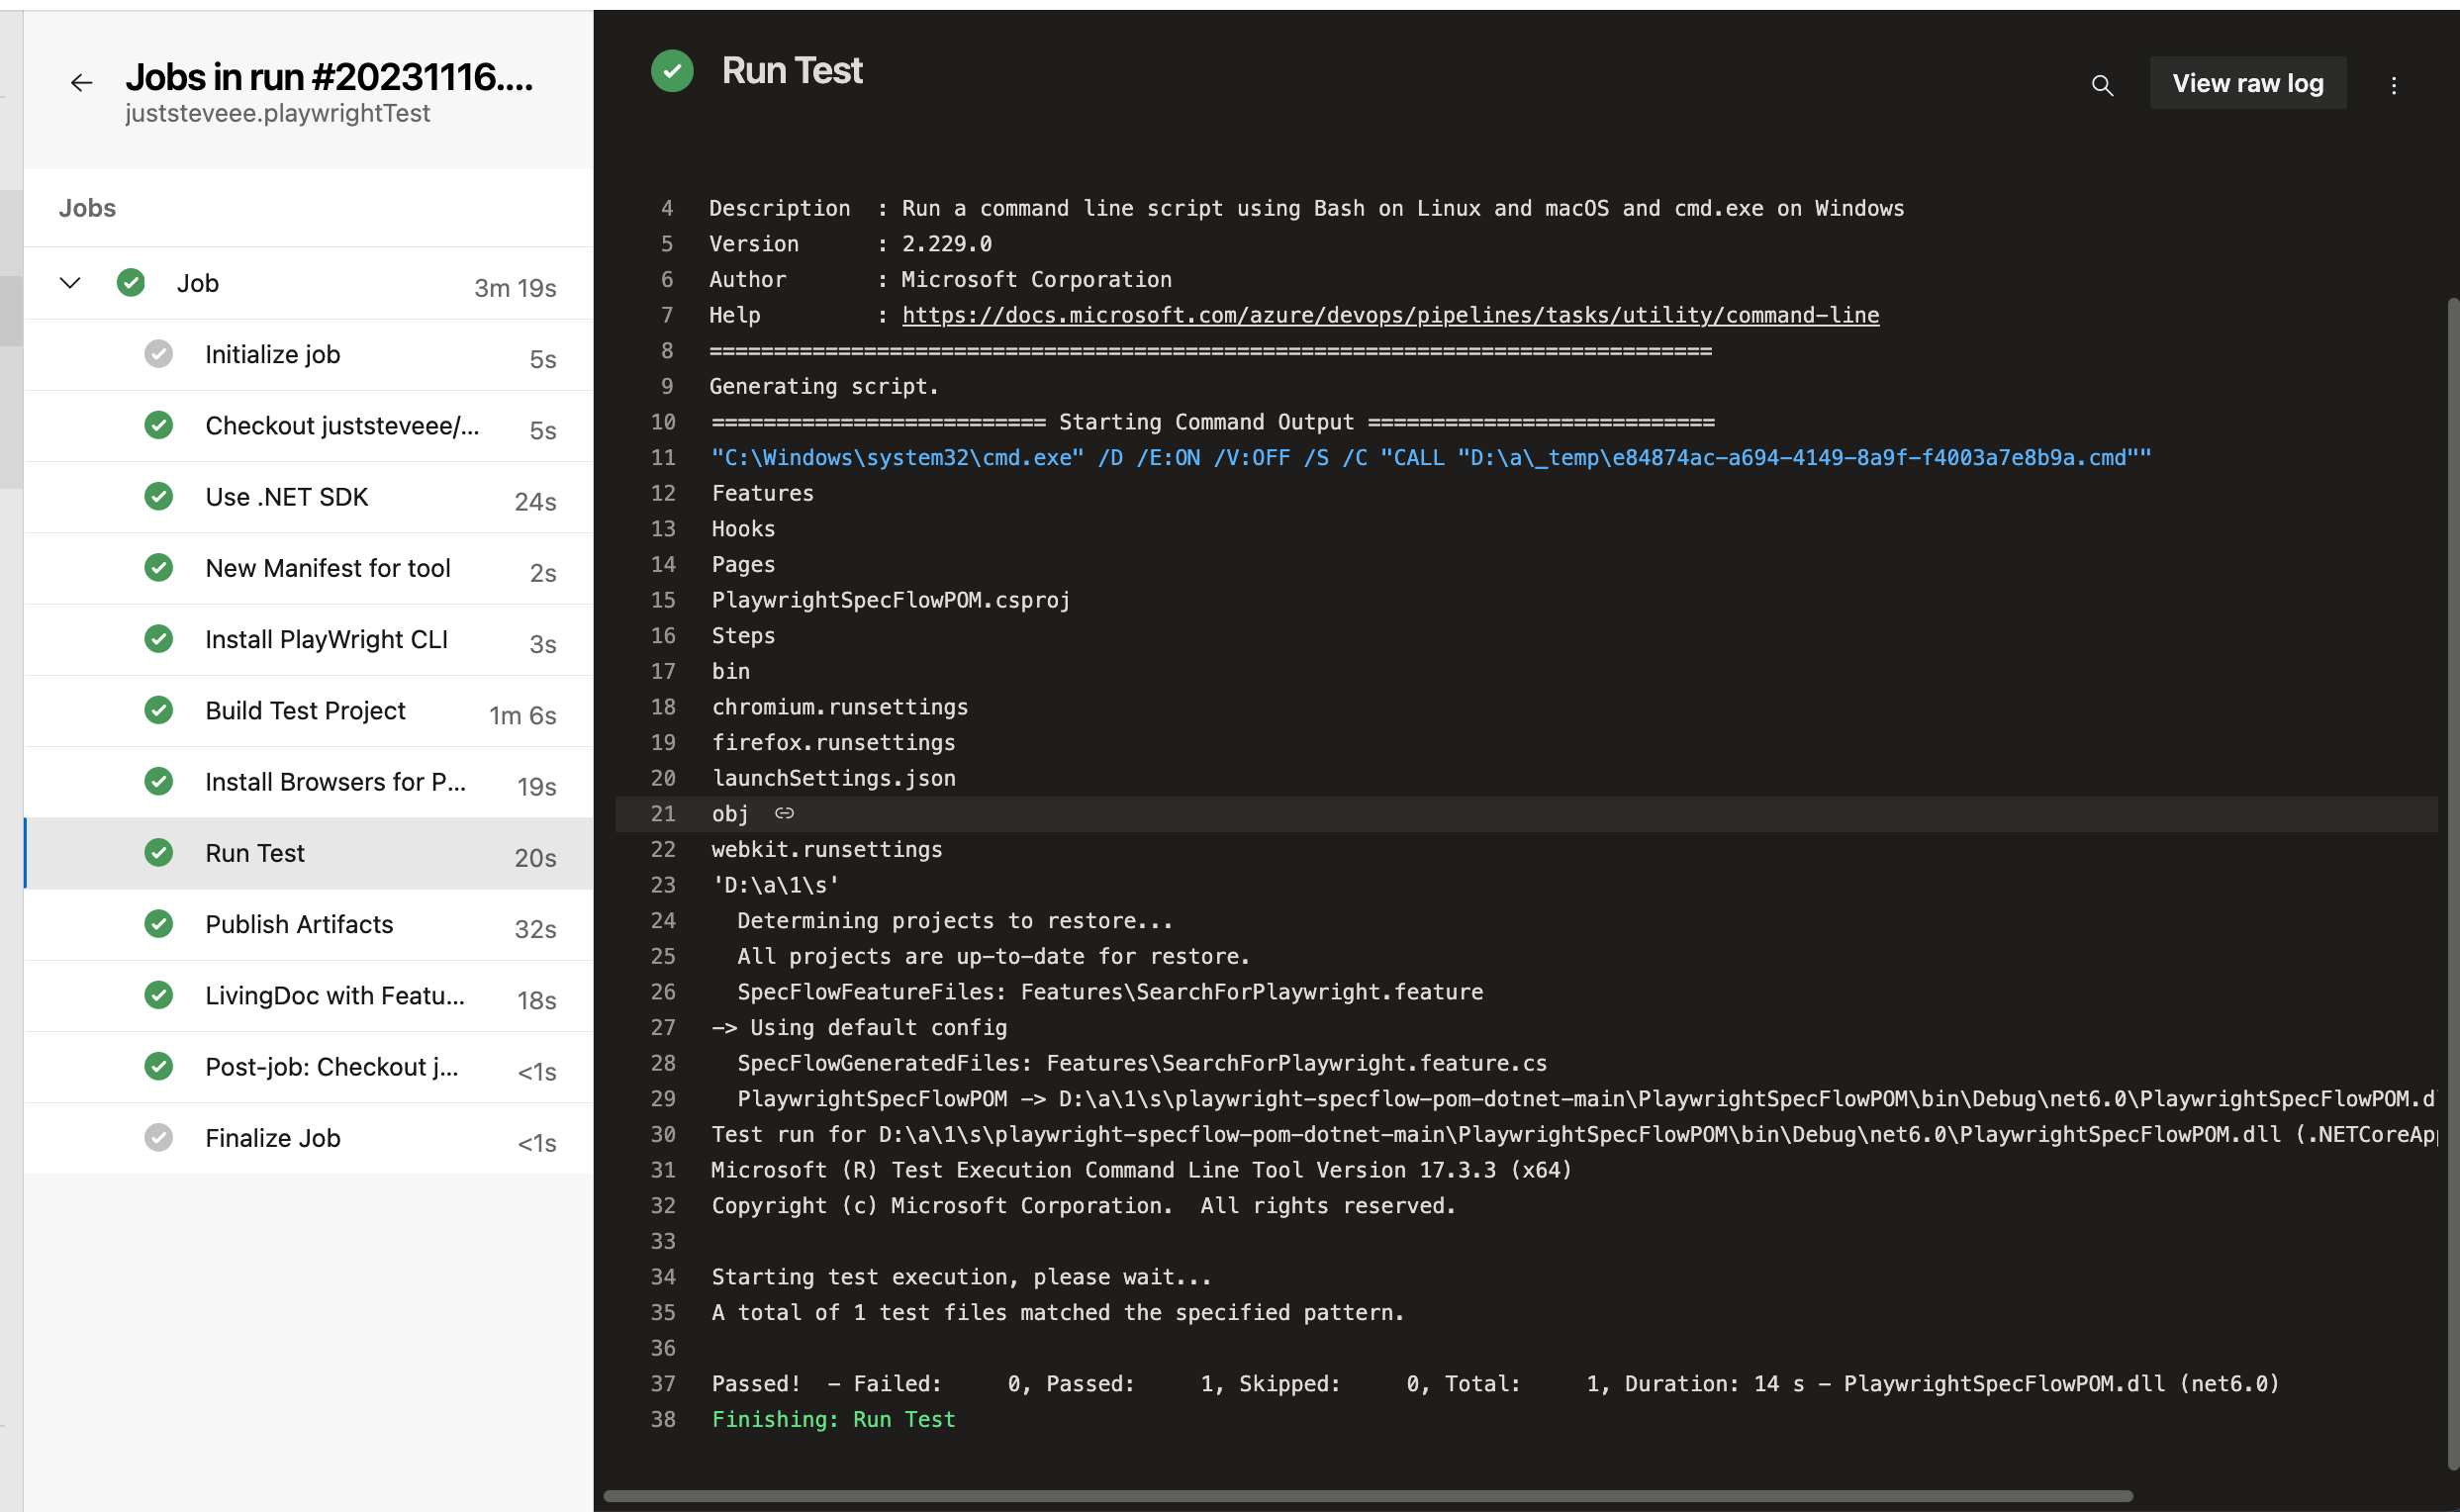 Jobs in run #20231116....
juststeveee.playwrightTest
Jobs
Job 3m 19s
Initialize job 5s
Checkout juststeveee/... 5s
Use .NET SDK 24s
New Manifest for tool 2s
Install PlayWright CLI 3s
Build Test Project 1m 6s
Install Browsers for P... 19s
Run Test 20s
Publish Artifacts 32s
LivingDoc with Featu... 18s
Post-job: Checkout j... <1s
Finalize Job <1s
Run Test
View raw log
4 Description : Run a command line script using Bash on Linux and macOS and cmd.exe on Windows
5 Version : 2.229.0
6 Author : Microsoft Corporation
7 Help : https://docs.microsoft.com/azure/devops/pipelines/tasks/utility/command-line
8 ==============================================================================
9 Generating script.
10 ========================== Starting Command Output ===========================
11 "C:\Windows\system32\cmd.exe" /D /E:ON /V:OFF /S /C "CALL "D:\a\_temp\e84874ac-a694-4149-8a9f-f4003a7e8b9a.cmd""
12 Features
13 Hooks
14 Pages
15 PlaywrightSpecFlowPOM.csproj
16 Steps
17 bin
18 chromium.runsettings
19 firefox.runsettings
20 launchSettings.json
21 obj
22 webkit.runsettings
23 'D:\a\1\s'
24 Determining projects to restore...
25 All projects are up-to-date for restore.
26 SpecFlowFeatureFiles: Features\SearchForPlaywright.feature
27 -> Using default config
28 SpecFlowGeneratedFiles: Features\SearchForPlaywright.feature.cs
29 PlaywrightSpecFlowPOM -> D:\a\1\s\playwright-specflow-pom-dotnet-main\PlaywrightSpecFlowPOM\bin\Debug\net6.0\PlaywrightSpecFlowPOM.d
30 Test run for D:\a\1\s\playwright-specflow-pom-dotnet-main\PlaywrightSpecFlowPOM\bin\Debug\net6.0\PlaywrightSpecFlowPOM.dll (.NETCoreAp
31 Microsoft (R) Test Execution Command Line Tool Version 17.3.3 (x64)
32 Copyright (c) Microsoft Corporation. All rights reserved.
33
34 Starting test execution, please wait...
35 A total of 1 test files matched the specified pattern.
36
37 Passed! - Failed: 0, Passed: 1, Skipped: 0, Total: 1, Duration: 14 s - PlaywrightSpecFlowPOM.dll (net6.0)
38 Finishing: Run Test